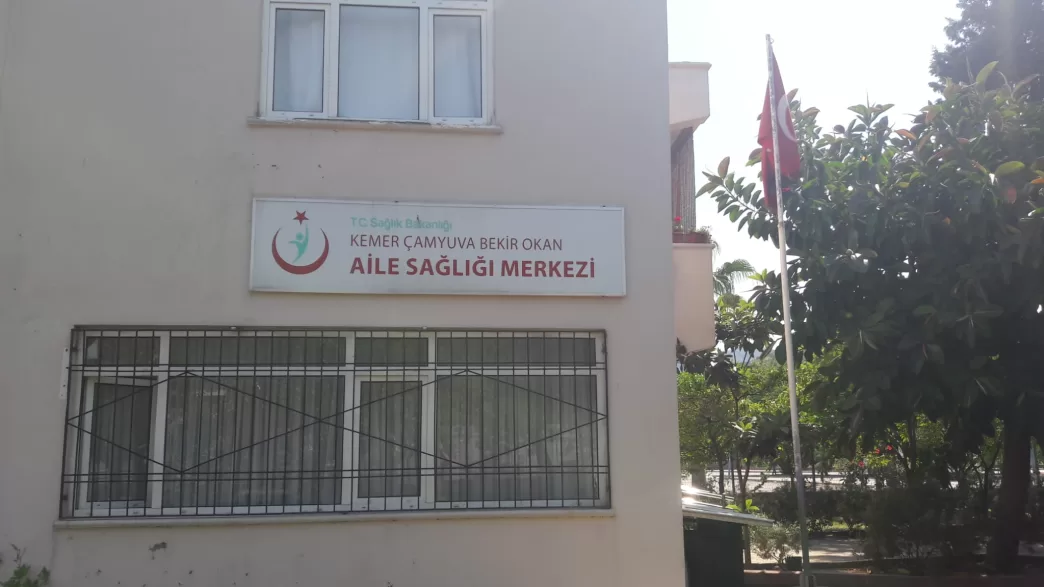 T.C. Sağlık Bakanlığı
KEMER ÇAMYUVA BEKİR OKAN
AİLE SAĞLIĞI MERKEZİ